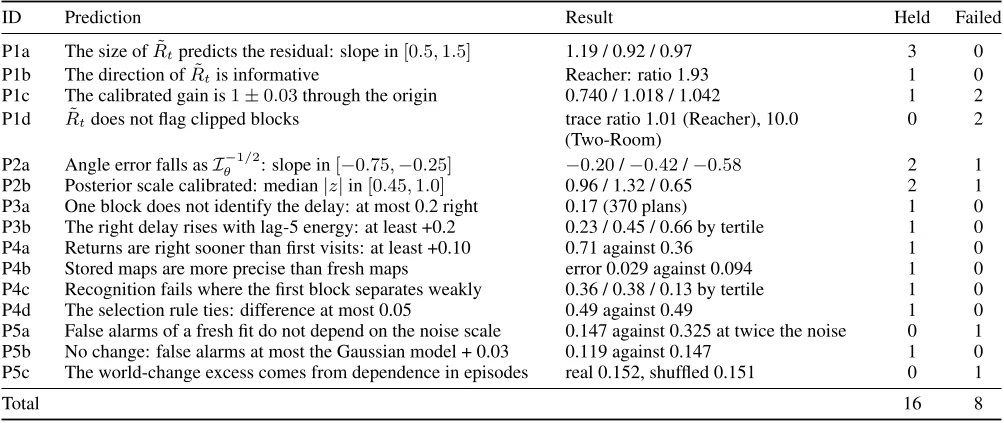 ID Prediction Result Held Failed
P1a The size of R̃_t predicts the residual: slope in [0.5, 1.5] 1.19 / 0.92 / 0.97 3 0
P1b The direction of R̃_t is informative Reacher: ratio 1.93 1 0
P1c The calibrated gain is 1 ± 0.03 through the origin 0.740 / 1.018 / 1.042 1 2
P1d R̃_t does not flag clipped blocks trace ratio 1.01 (Reacher), 10.0 0 2
(Two-Room)
P2a Angle error falls as I_θ^{−1/2}: slope in [−0.75, −0.25] −0.20 / −0.42 / −0.58 2 1
P2b Posterior scale calibrated: median |z| in [0.45, 1.0] 0.96 / 1.32 / 0.65 2 1
P3a One block does not identify the delay: at most 0.2 right 0.17 (370 plans) 1 0
P3b The right delay rises with lag-5 energy: at least +0.2 0.23 / 0.45 / 0.66 by tertile 1 0
P4a Returns are right sooner than first visits: at least +0.10 0.71 against 0.36 1 0
P4b Stored maps are more precise than fresh maps error 0.029 against 0.094 1 0
P4c Recognition fails where the first block separates weakly 0.36 / 0.38 / 0.13 by tertile 1 0
P4d The selection rule ties: difference at most 0.05 0.49 against 0.49 1 0
P5a False alarms of a fresh fit do not depend on the noise scale 0.147 against 0.325 at twice the noise 0 1
P5b No change: false alarms at most the Gaussian model + 0.03 0.119 against 0.147 1 0
P5c The world-change excess comes from dependence in episodes real 0.152, shuffled 0.151 0 1
Total 16 8